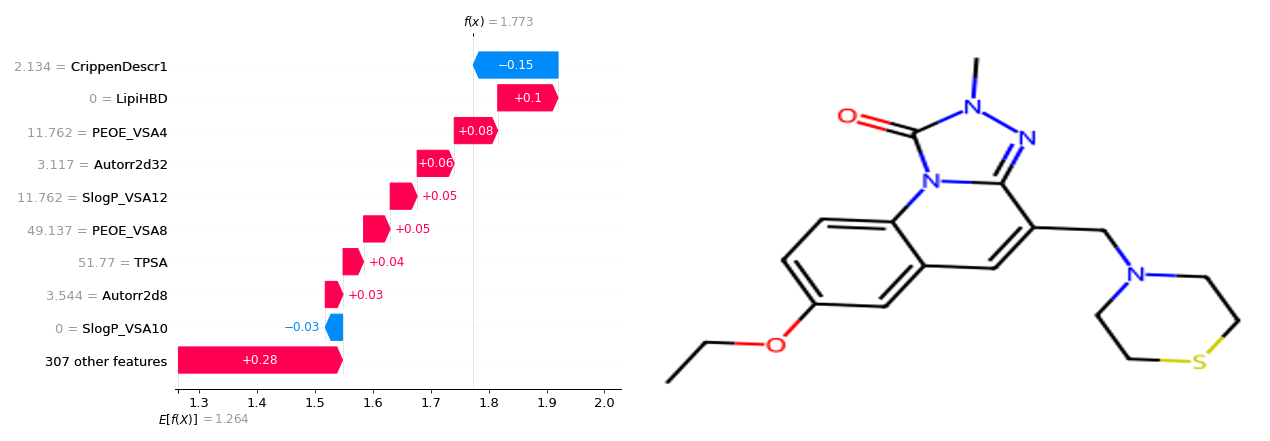 f(x) = 1.773
2.134 = CrippenDescr1
−0.15
0 = LipiHBD
+0.1
11.762 = PEOE_VSA4
+0.08
3.117 = Autorr2d32
+0.06
11.762 = SlogP_VSA12
+0.05
49.137 = PEOE_VSA8
+0.05
51.77 = TPSA
+0.04
3.544 = Autorr2d8
+0.03
0 = SlogP_VSA10
−0.03
307 other features
+0.28
1.3 1.4 1.5 1.6 1.7 1.8 1.9 2.0
E[f(X)] = 1.264
O
N
N
N
N
O
S